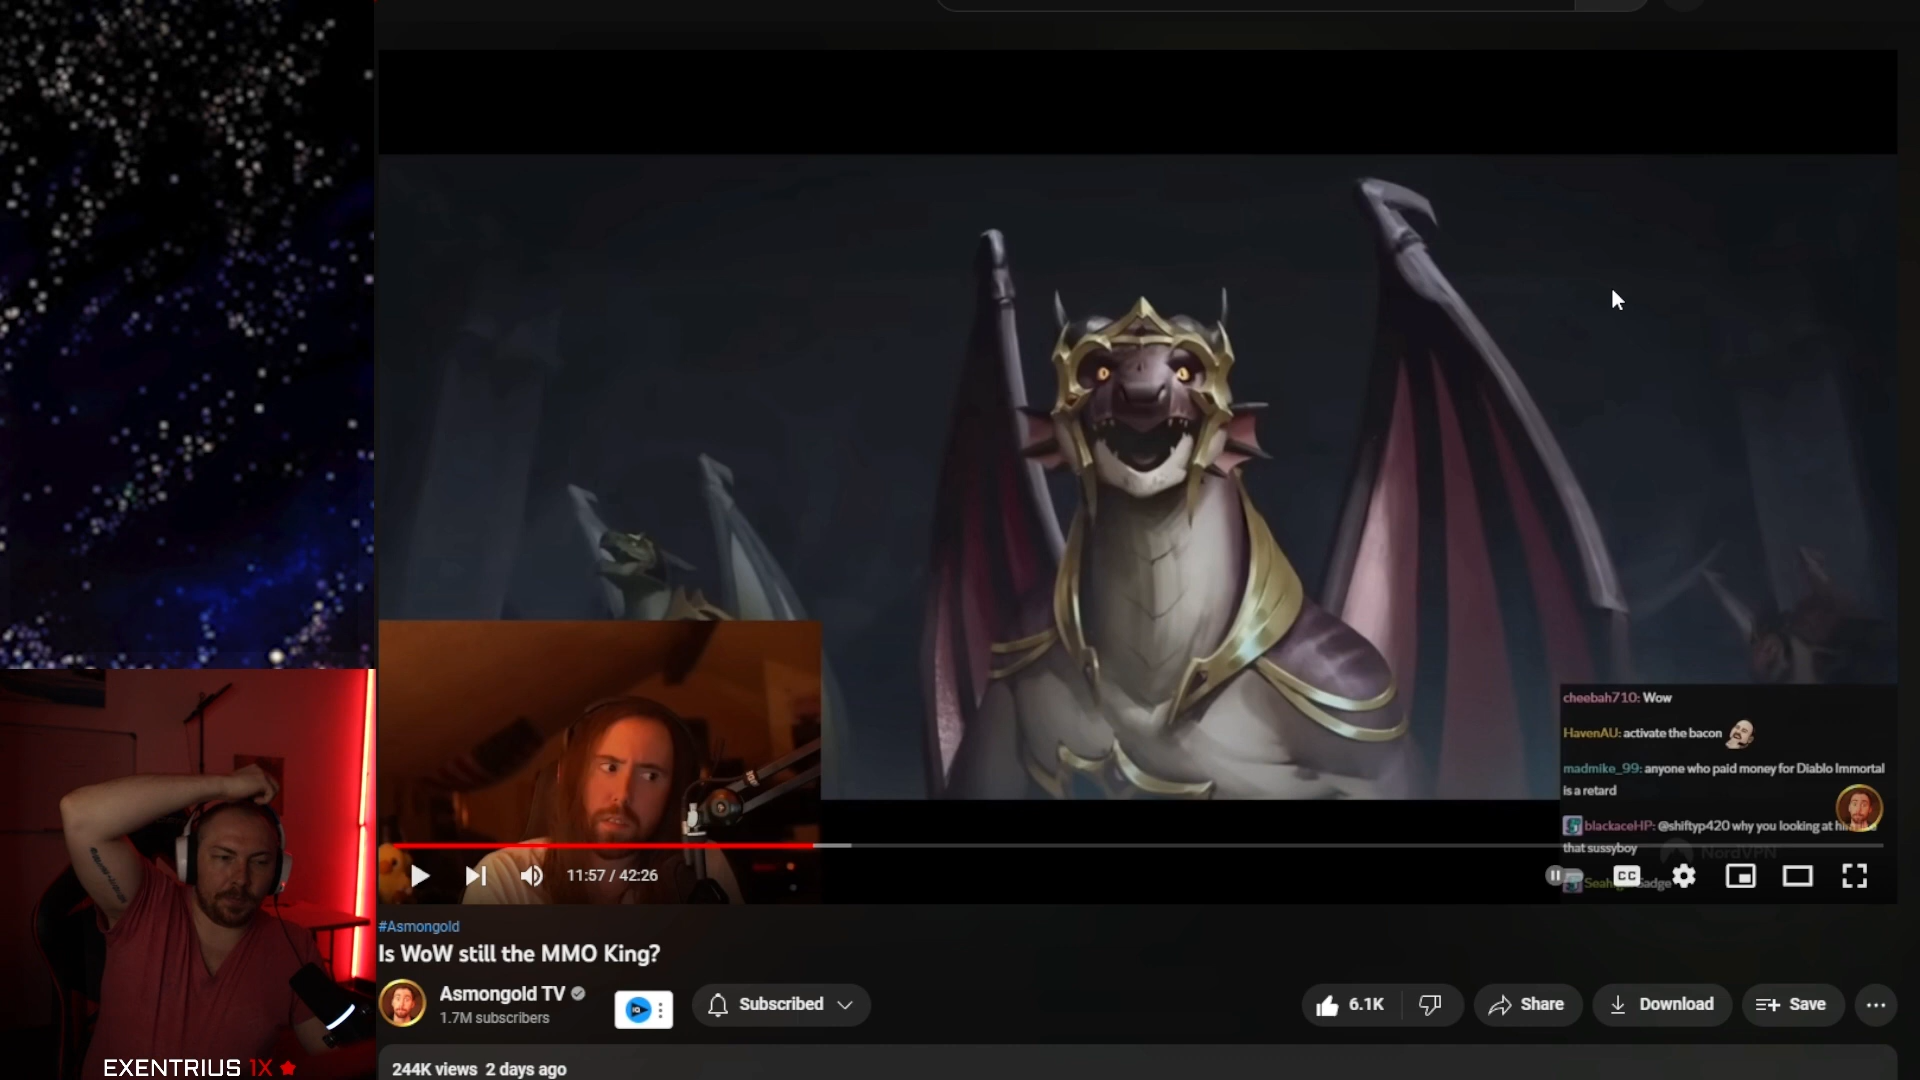 cheebah710: Wow
HavenAU: activate the bacon
madmike_99: anyone who paid money for Diablo Immortal
is a retard
blackaceHP: @shiftyp420 why you looking at
that sussyboy
NordVPN
11:57 / 42:26
CC
#Asmongold
Is WoW still the MMO King?
Asmongold TV
1.7M subscribers
Subscribed
6.1K
Share
Download
Save
244K views 2 days ago
EXENTRIUS 1X